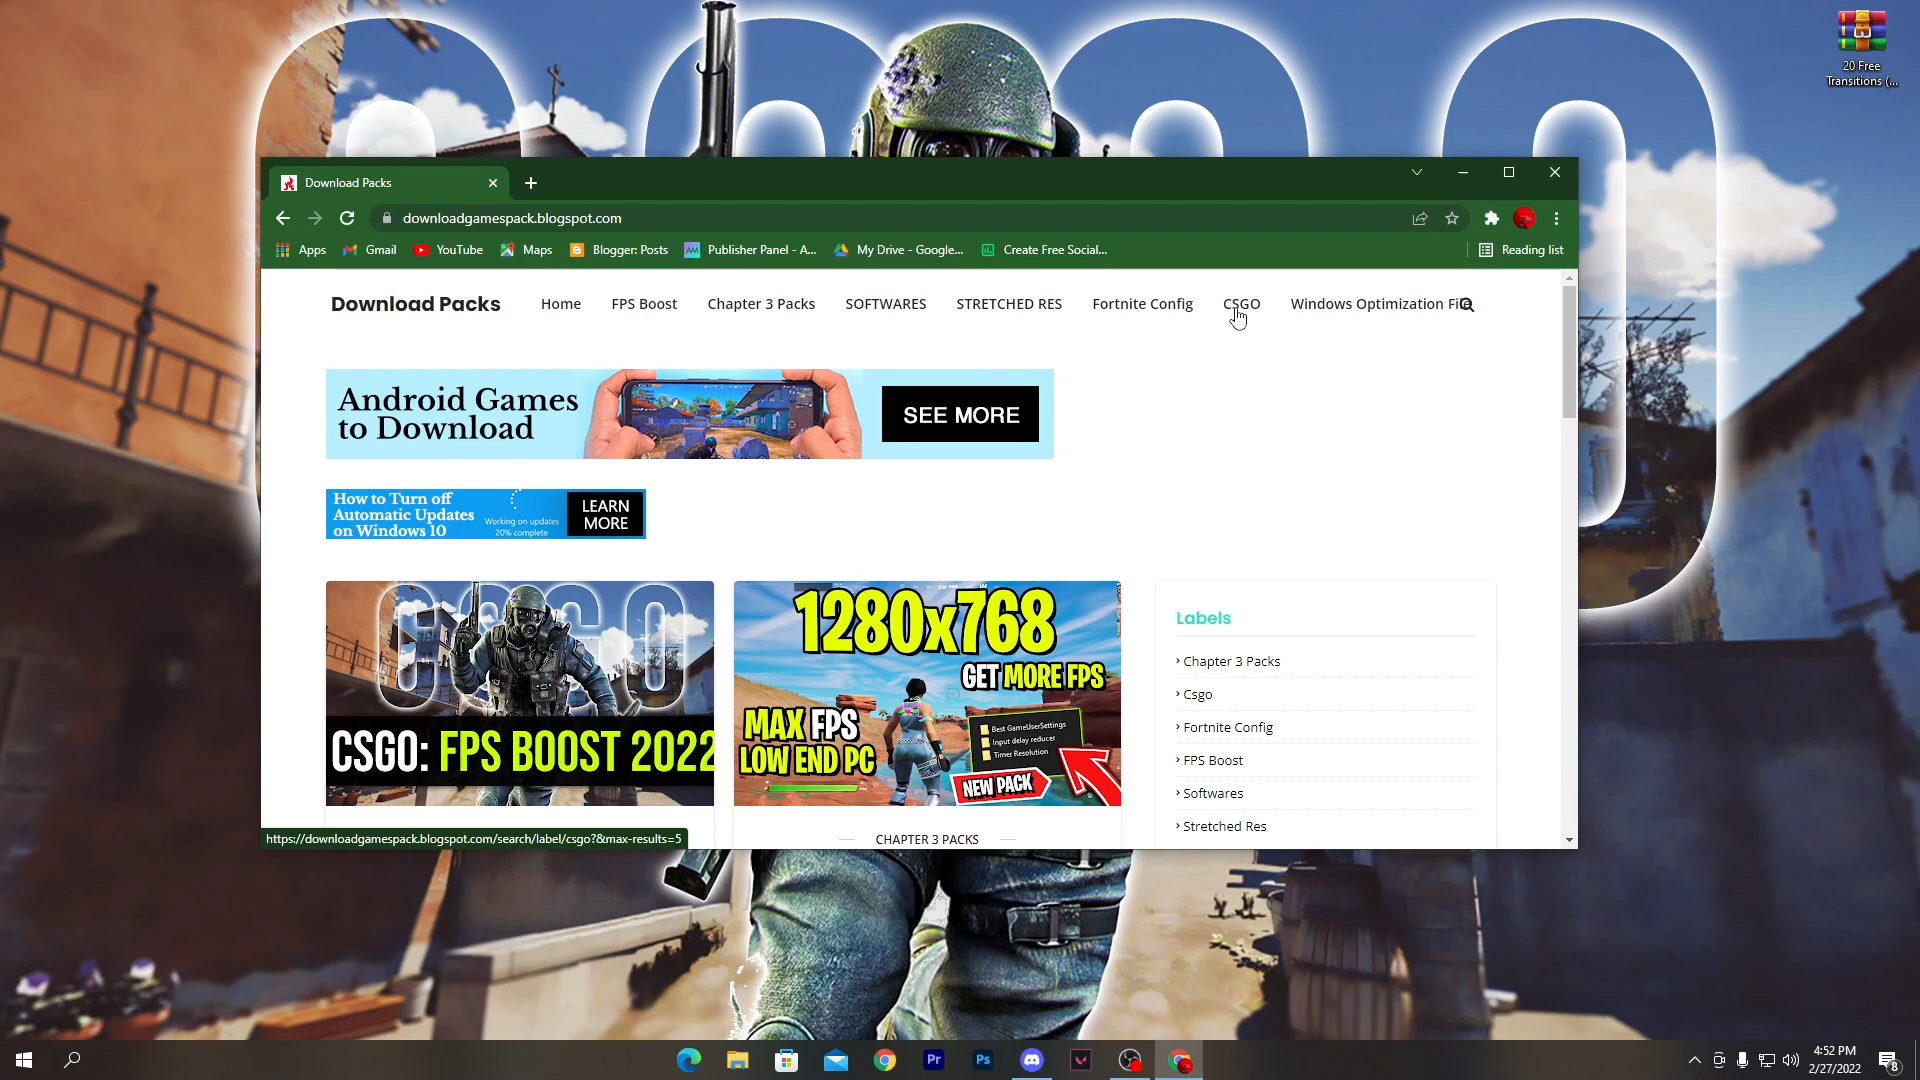 20 Free
Transitions (...
Download Packs
downloadgamespack.blogspot.com
Apps
Gmail
YouTube
Maps
Blogger: Posts
Publisher Panel - A...
My Drive - Google...
Create Free Social...
Reading list
Download Packs
Home
FPS Boost
Chapter 3 Packs
SOFTWARES
STRETCHED RES
Fortnite Config
CSGO
Windows Optimization File
Android Games
to Download
SEE MORE
How to Turn off
Automatic Updates
on Windows 10
Working on updates
20% complete
LEARN
MORE
CSGO
CSGO: FPS BOOST 2022
1280x768
GET MORE FPS
MAX FPS
LOW END PC
Best GameUserSettings
Input delay reducer
Timer Resolution
NEW PACK
Labels
Chapter 3 Packs
Csgo
Fortnite Config
FPS Boost
Softwares
Stretched Res
CHAPTER 3 PACKS
https://downloadgamespack.blogspot.com/search/label/csgo?&max-results=5
Pr
Ps
4:52 PM
2/27/2022
8